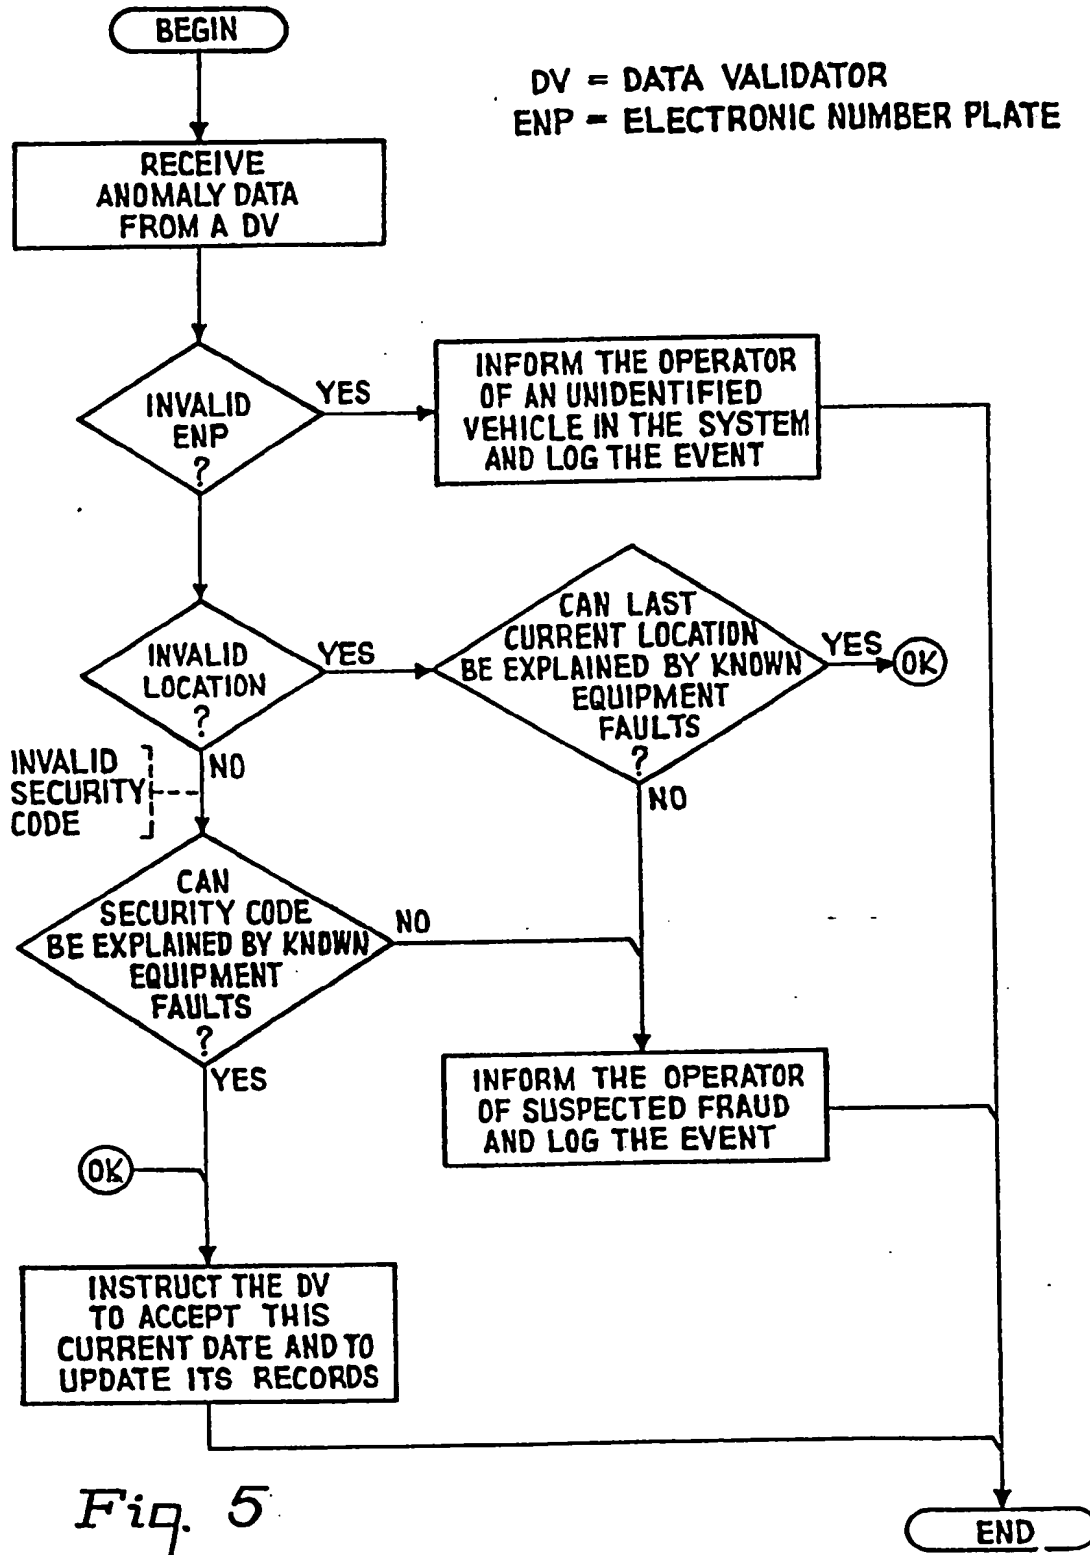 BEGIN
DV = DATA VALIDATOR
ENP = ELECTRONIC NUMBER PLATE
RECEIVE
ANOMALY DATA
FROM A DV
INVALID
ENP
?
YES
INFORM THE OPERATOR
OF AN UNIDENTIFIED
VEHICLE IN THE SYSTEM
AND LOG THE EVENT
INVALID
LOCATION
?
YES
CAN LAST
CURRENT LOCATION
BE EXPLAINED BY KNOWN
EQUIPMENT
FAULTS
?
YES
OK
NO
INVALID
SECURITY
CODE
NO
CAN
SECURITY CODE
BE EXPLAINED BY KNOWN
EQUIPMENT
FAULTS
?
NO
YES
INFORM THE OPERATOR
OF SUSPECTED FRAUD
AND LOG THE EVENT
OK
INSTRUCT THE DV
TO ACCEPT THIS
CURRENT DATE AND TO
UPDATE ITS RECORDS
Fig. 5
END